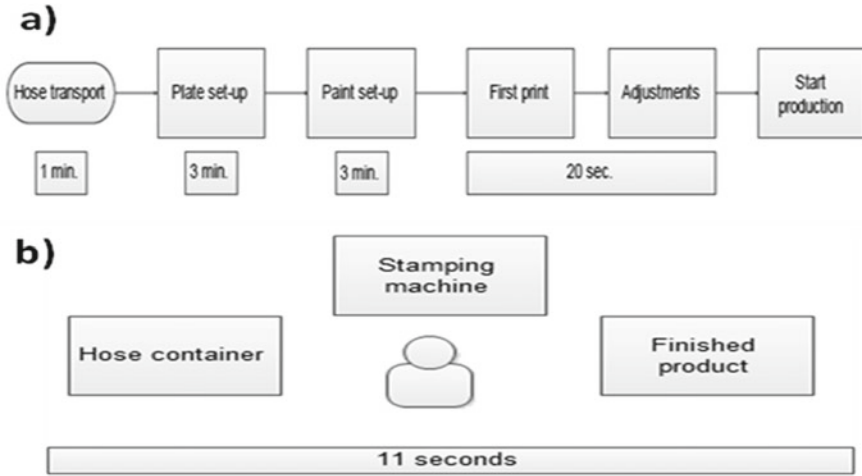 a)
Hose transport
Plate set-up
Paint set-up
First print
Adjustments
Start
production
1 min.
3 min.
3 min.
20 sec.
b)
Stamping
machine
Hose container
Finished
product
11 seconds